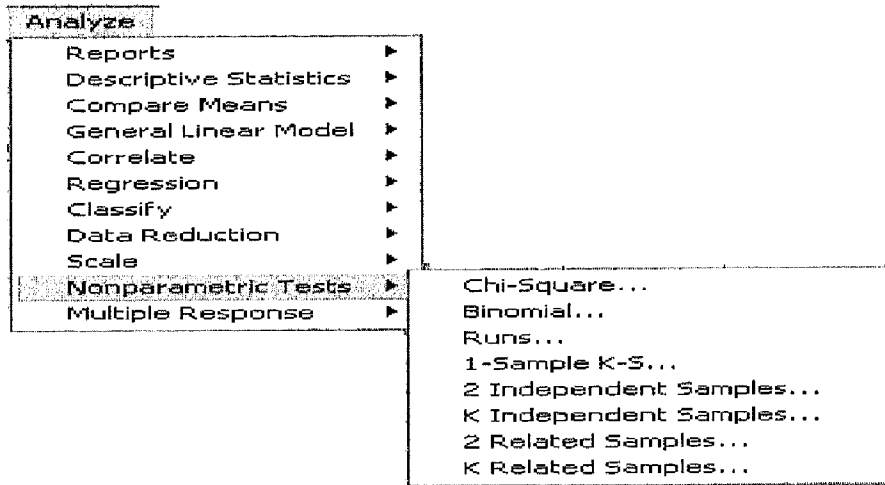 Analyze
Reports
Descriptive Statistics
Compare Means
General Linear Model
Correlate
Regression
Classify
Data Reduction
Scale
Nonparametric Tests
Multiple Response
Chi-Square...
Binomial...
Runs...
1-Sample K-S...
2 Independent Samples...
K Independent Samples...
2 Related Samples...
K Related Samples...